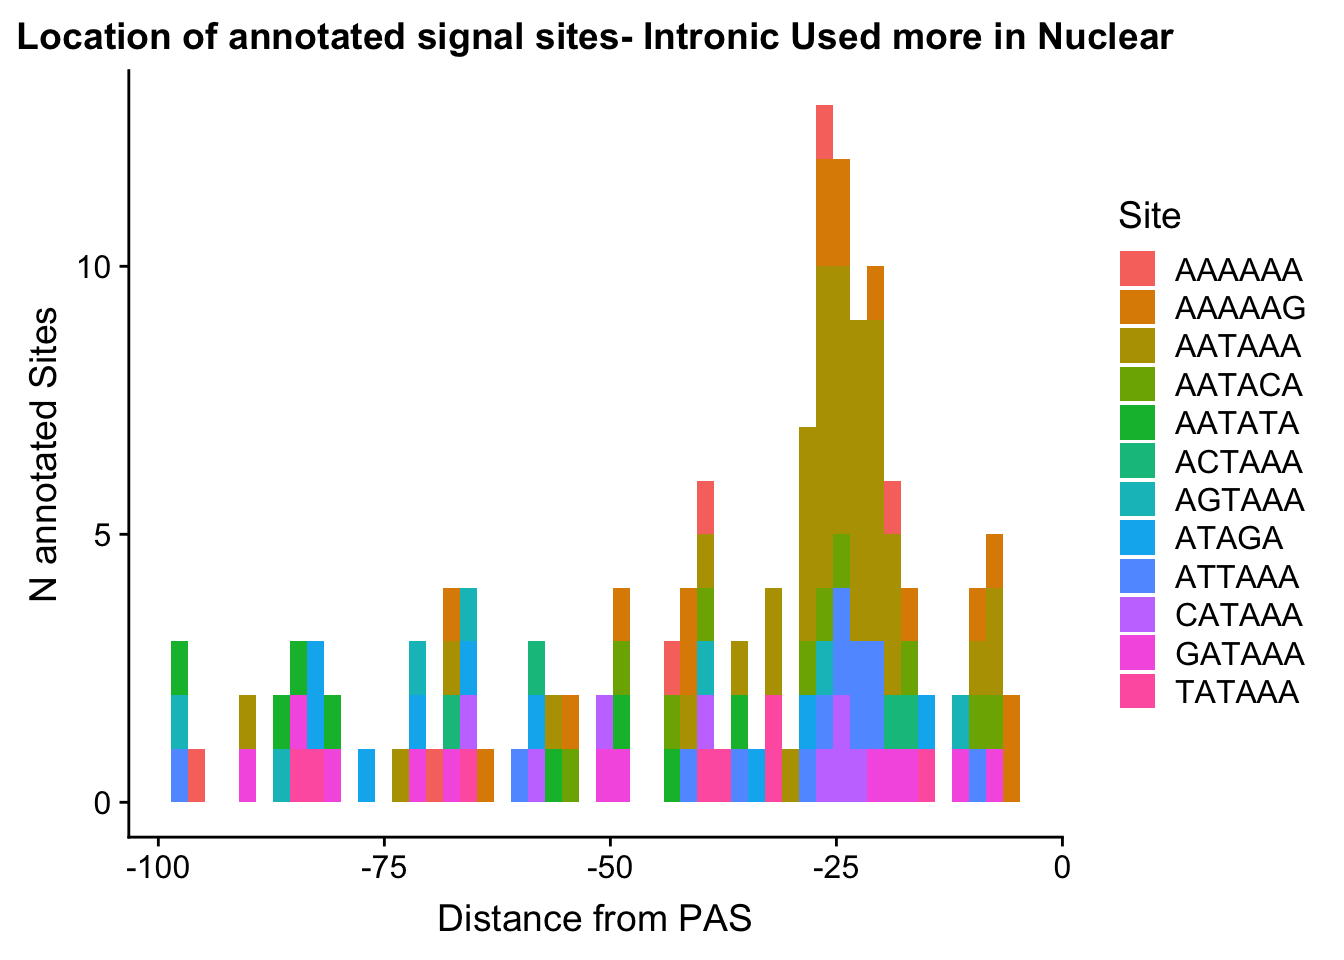 Location of annotated signal sites- Intronic Used more in Nuclear
N annotated Sites
10
5
0
-100
-75
-50
-25
0
Distance from PAS
Site
AAAAAA
AAAAAG
AATAAA
AATACA
AATATA
ACTAAA
AGTAAA
ATAGA
ATTAAA
CATAAA
GATAAA
TATAAA